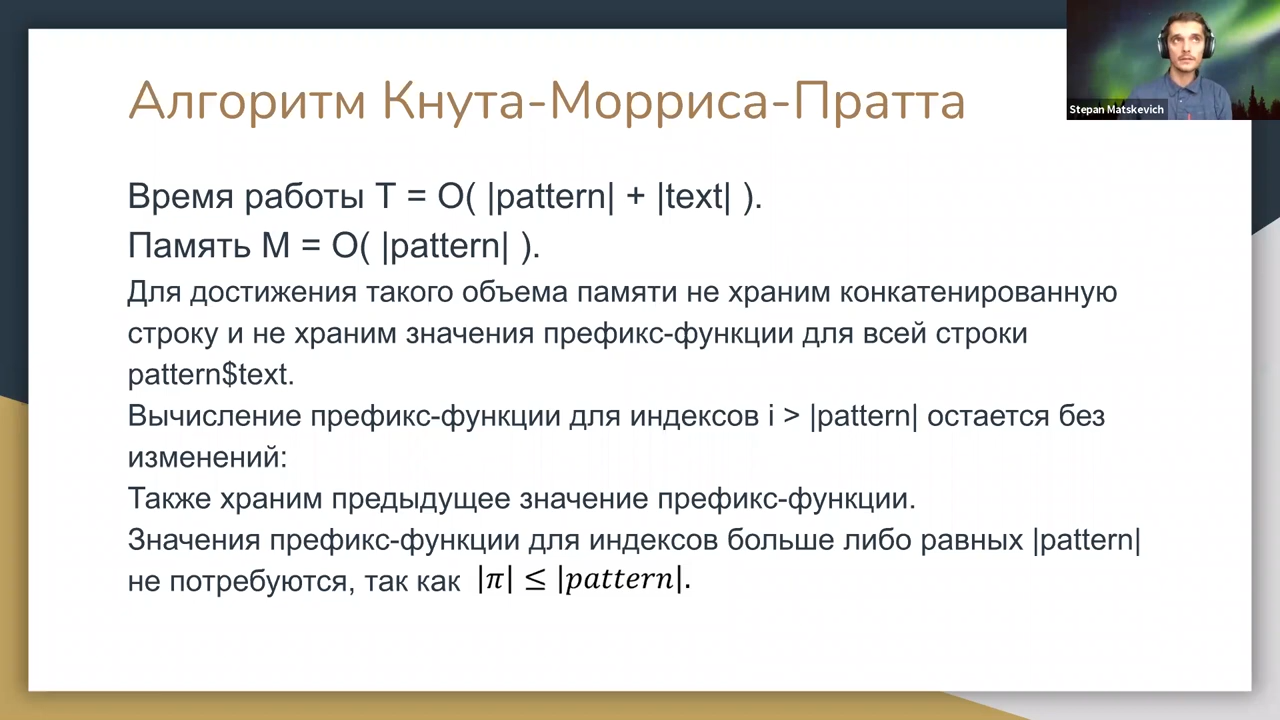 Алгоритм Кнута-Морриса-Пратта
Stepan Matskevich
Время работы T = O( |pattern| + |text| ).
Память M = O( |pattern| ).
Для достижения такого объема памяти не храним конкатенированную
строку и не храним значения префикс-функции для всей строки
pattern$text.
Вычисление префикс-функции для индексов i > |pattern| остается без
изменений:
Также храним предыдущее значение префикс-функции.
Значения префикс-функции для индексов больше либо равных |pattern|
не потребуются, так как |π| ≤ |pattern|.